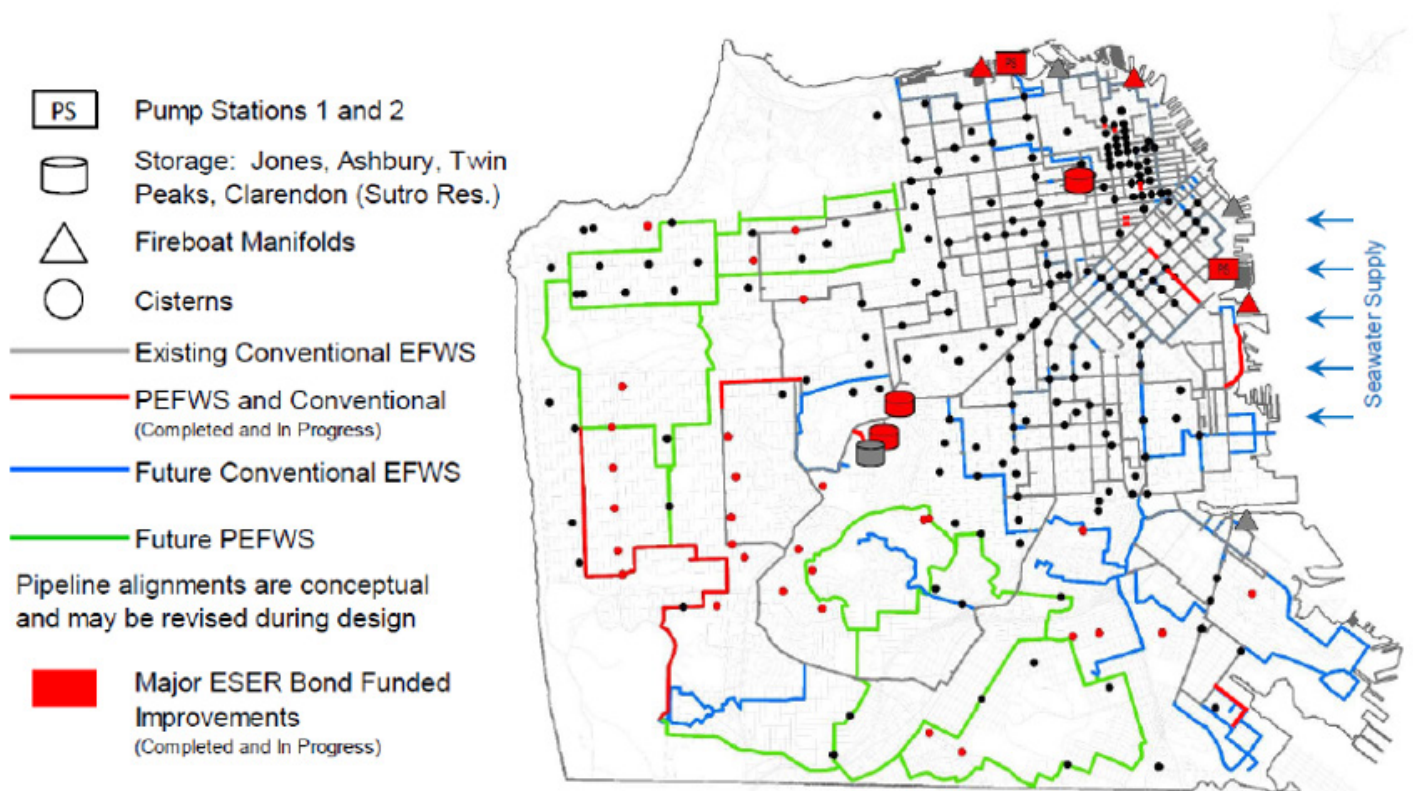 PS Pump Stations 1 and 2
Storage: Jones, Ashbury, Twin
Peaks, Clarendon (Sutro Res.)
Fireboat Manifolds
Cisterns
Existing Conventional EFWS
PEFWS and Conventional
(Completed and In Progress)
Future Conventional EFWS
Future PEFWS
Pipeline alignments are conceptual
and may be revised during design
Major ESER Bond Funded
Improvements
(Completed and In Progress)
PS
PS
Seawater Supply